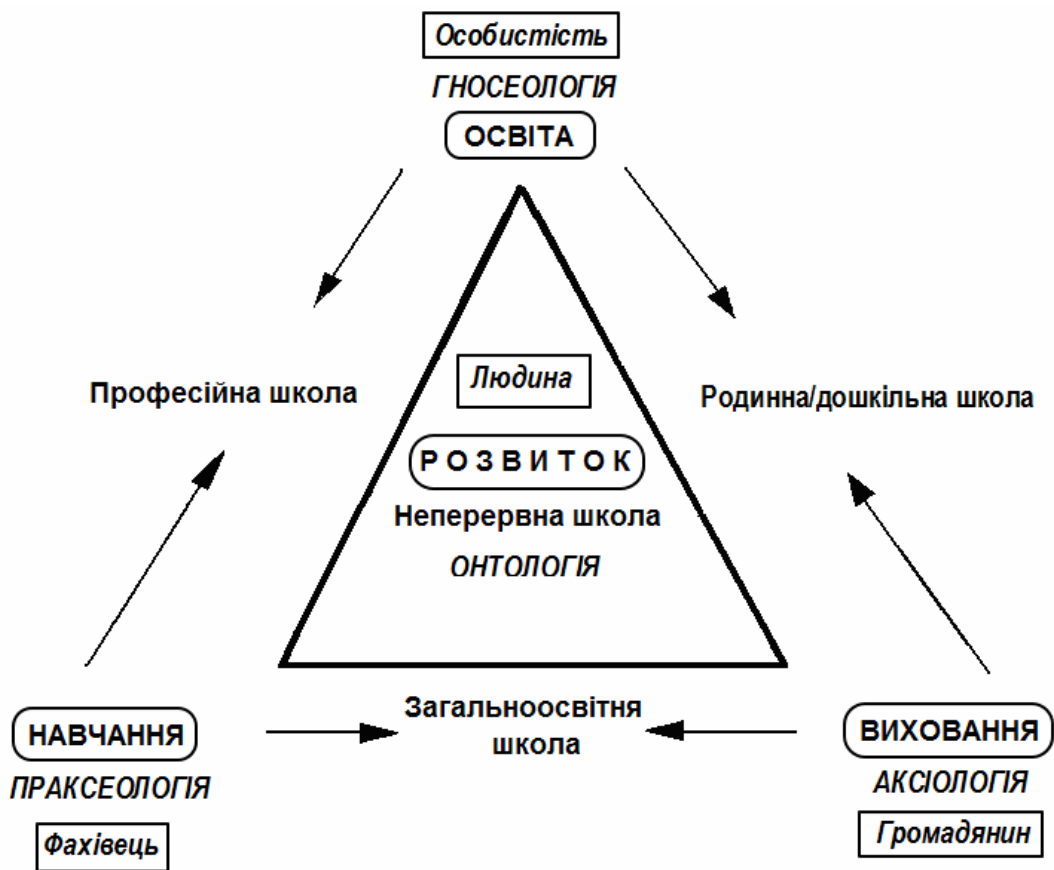 Особистість
ГНОСЕОЛОГІЯ
ОСВІТА
Людина
Професійна школа
Родинна/дошкільна школа
РОЗВИТОК
Неперервна школа
ОНТОЛОГІЯ
Загальноосвітня
школа
НАВЧАННЯ
ПРАКСЕОЛОГІЯ
Фахівець
ВИХОВАННЯ
АКСІОЛОГІЯ
Громадянин